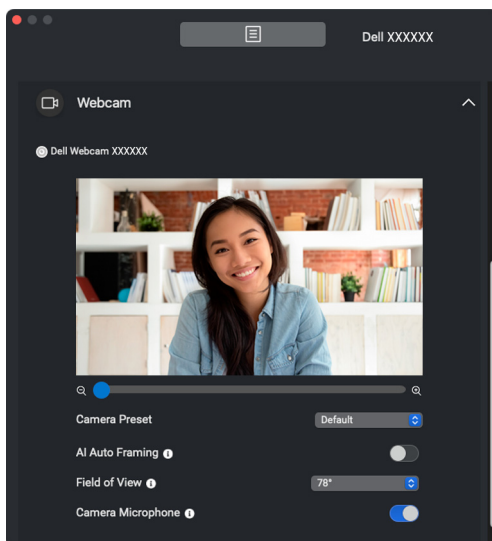 Dell XXXXXX
Webcam
Dell Webcam XXXXXX
Camera Preset
Default
AI Auto Framing
Field of View
78°
Camera Microphone